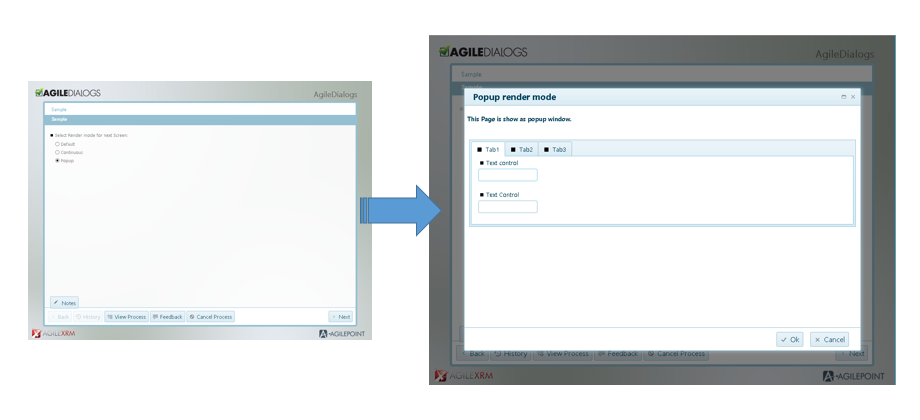 AGILEDIALOGS
AgileDialogs
Sample
Sample
Select Render mode for next Screen:
Default
Continuous
Popup
Notes
Back History View Process Feedback Cancel Process Next
AGILEXRM
AGILEPOINT
AGILEDIALOGS
AgileDialogs
Sample
Popup render mode
This Page is show as popup window.
Tab1 Tab2 Tab3
Text control
Text Control
Ok Cancel
Back History View Process Feedback Cancel Process Next
AGILEXRM
AGILEPOINT